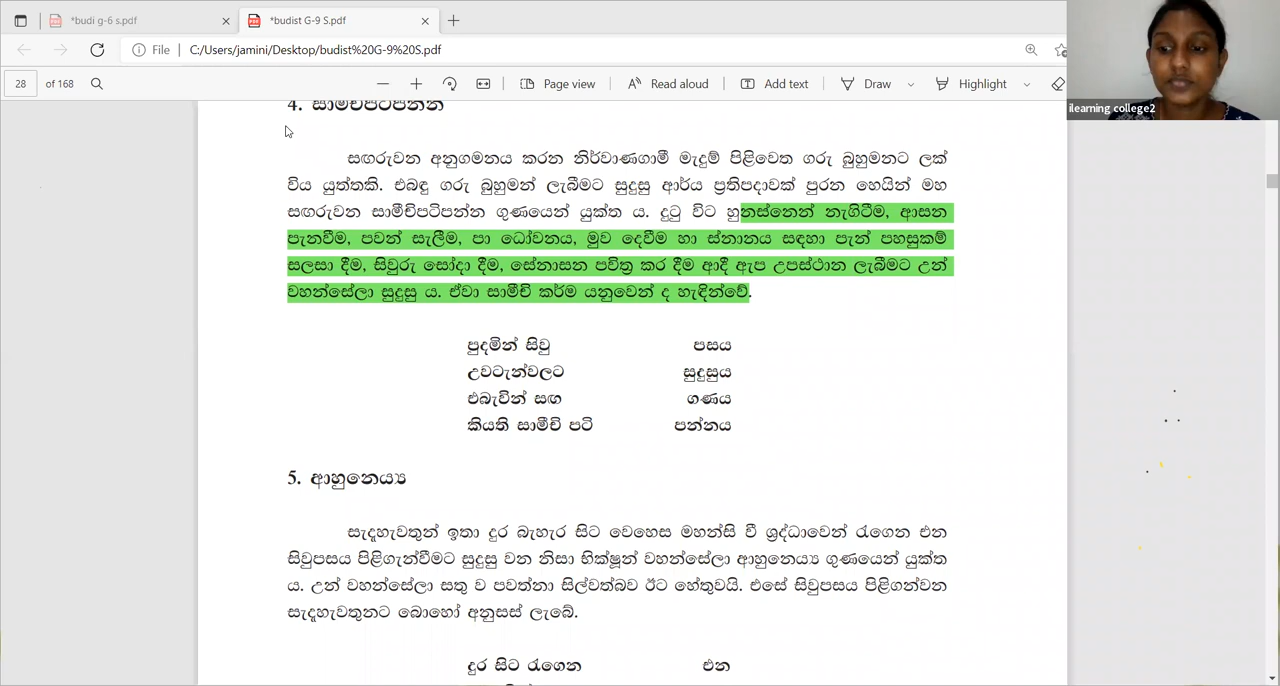 *budi g-6 s.pdf
*budist G-9 S.pdf
File
C:/Users/jamini/Desktop/budist%20G-9%20S.pdf
28 of 168
Page view
Read aloud
Add text
Draw
Highlight
ilearning college2
4. සාමීචිපටිපන්න
සඟරුවන අනුගමනය කරන නිර්වාණගාමී මැදුම් පිළිවෙත ගරු බුහුමනට ලක්
විය යුත්තකි. එබඳු ගරු බුහුමන් ලැබීමට සුදුසු ආර්ය ප්‍රතිපදාවක් පුරන හෙයින් මහ
සඟරුවන සාමීචිපටිපන්න ගුණයෙන් යුක්ත ය. දුටු විට හුනස්නෙන් නැගිටීම, ආසන
පැනවීම, පවන් සැලීම, පා ධෝවනය, මුව දෙවීම හා ස්නානය සඳහා පැන් පහසුකම්
සලසා දීම, සිවුරු සෝදා දීම, සේනාසන පවිත්‍ර කර දීම ආදී ඇප උපස්ථාන ලැබීමට උන්
වහන්සේලා සුදුසු ය. ඒවා සාමීචි කර්ම යනුවෙන් ද හැඳින්වේ.
පුදමින් සිවු පසය
උවටැන්වලට සුදුසුය
එබැවින් සඟ ගණය
කියති සාමීචි පටි පන්නය
5. ආහුනෙය්‍ය
සැදැහැවතුන් ඉතා දුර බැහැර සිට වෙහෙස මහන්සි වී ශ්‍රද්ධාවෙන් රැගෙන එන
සිවුපසය පිළිගැන්වීමට සුදුසු වන නිසා භික්ෂූන් වහන්සේලා ආහුනෙය්‍ය ගුණයෙන් යුක්ත
ය. උන් වහන්සේලා සතු ව පවත්නා සිල්වත්බව ඊට හේතුවයි. එසේ සිවුපසය පිළිගන්වන
සැදැහැවතුනට බොහෝ අනුසස් ලැබේ.
දුර සිට රැගෙන එන